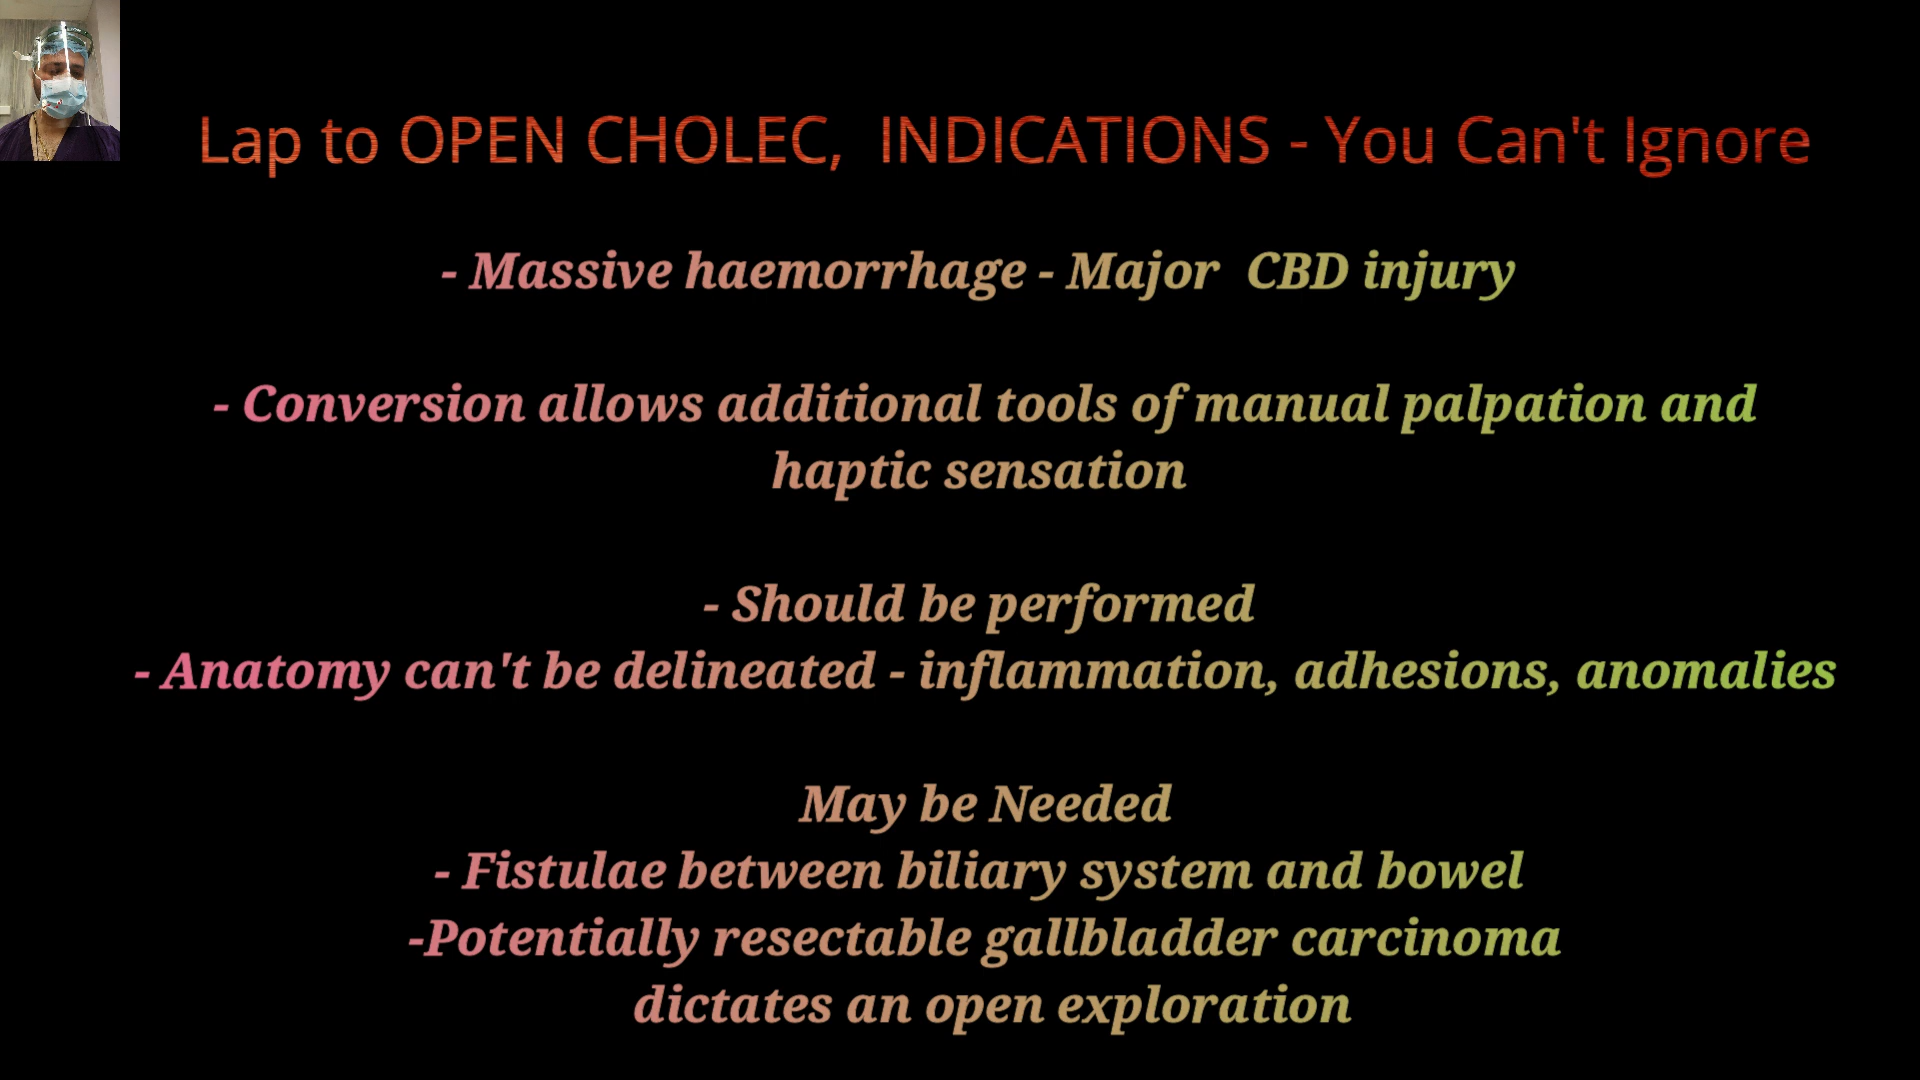 Lap to OPEN CHOLEC, INDICATIONS - You Can't Ignore
- Massive haemorrhage - Major CBD injury
- Conversion allows additional tools of manual palpation and
haptic sensation
- Should be performed
- Anatomy can't be delineated - inflammation, adhesions, anomalies
May be Needed
- Fistulae between biliary system and bowel
-Potentially resectable gallbladder carcinoma
dictates an open exploration